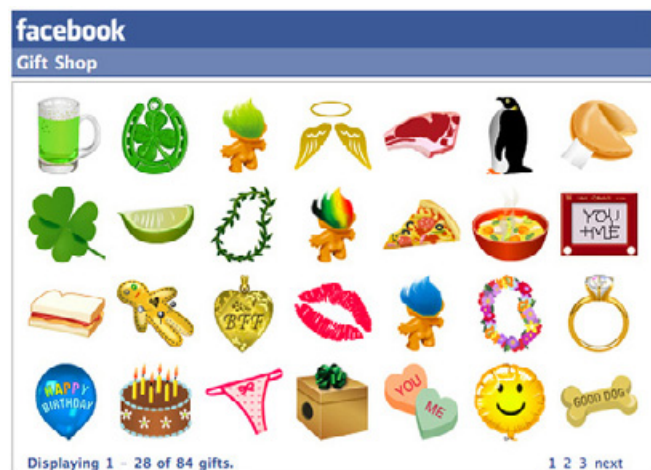 facebook
Gift Shop
YOU
+ME
BFF
HAPPY
BIRTHDAY
YOU
ME
GOOD DOG
Displaying 1 - 28 of 84 gifts.
1 2 3 next